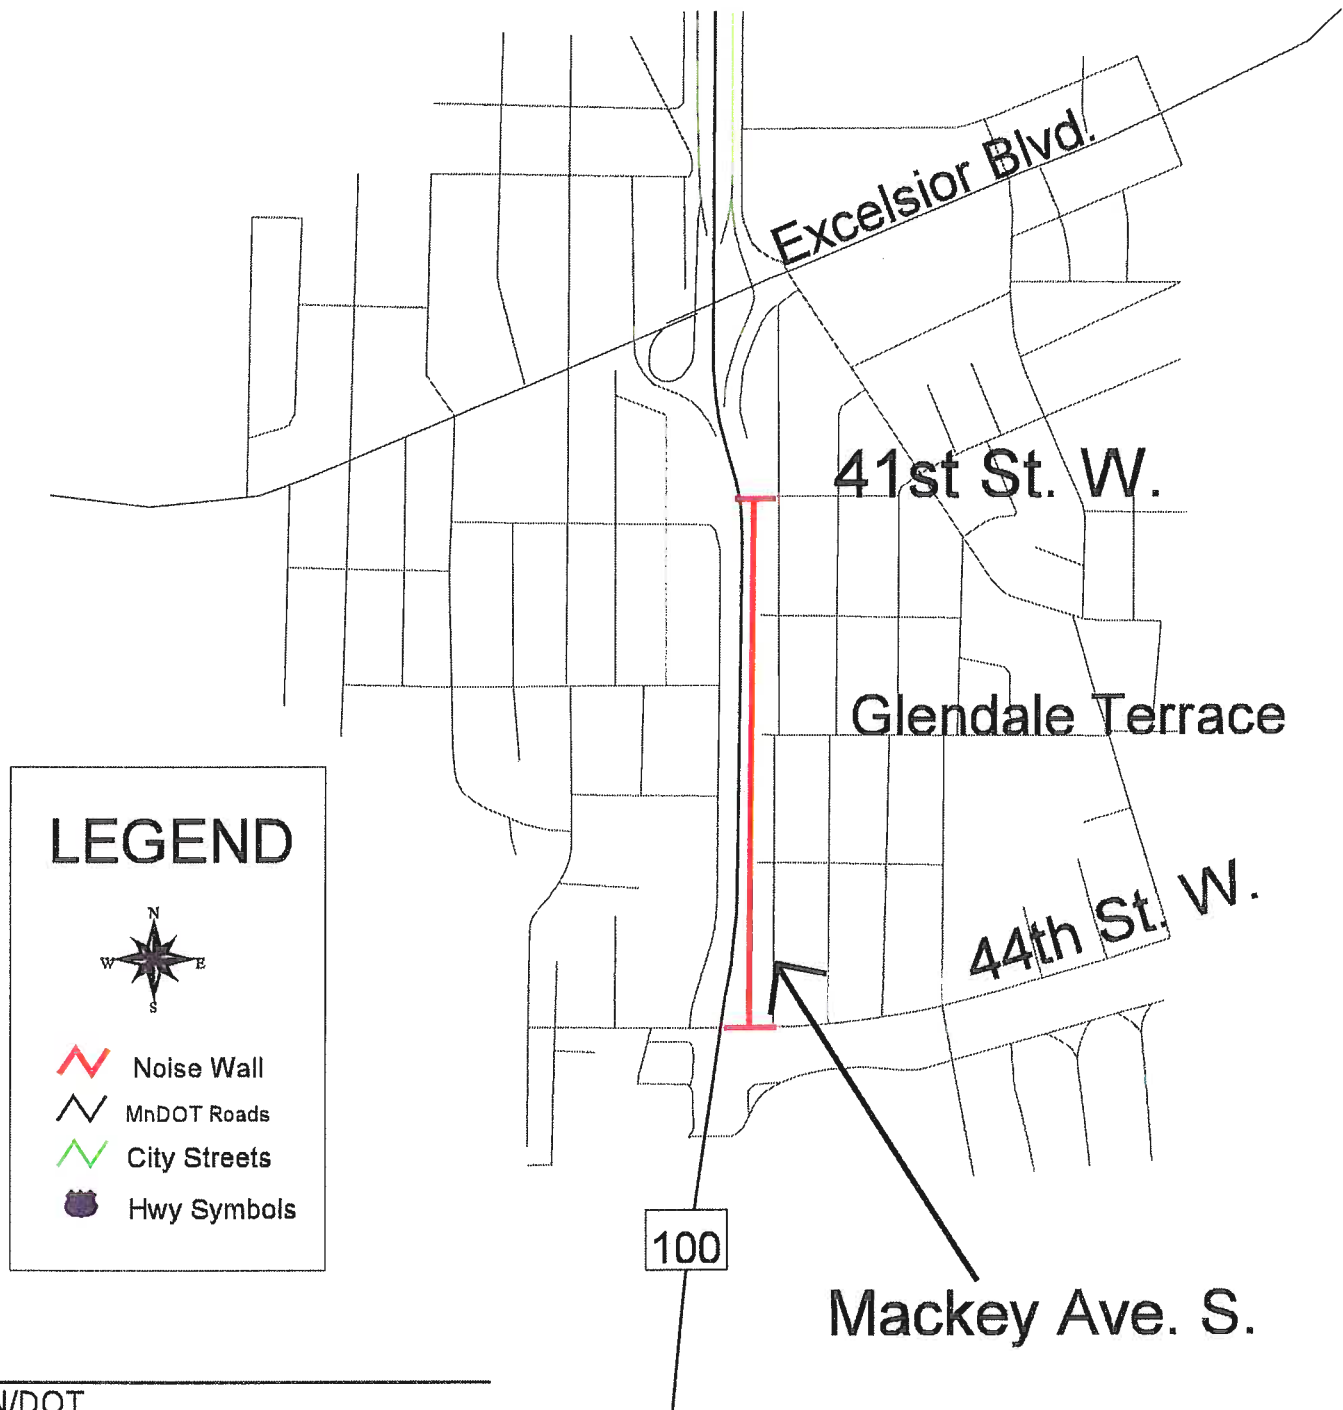 Excelsior Blvd.
41st St. W.
Glendale Terrace
44th St. W.
LEGEND
N
W E
S
Noise Wall
MnDOT Roads
City Streets
Hwy Symbols
100
Mackey Ave. S.
N/DOT